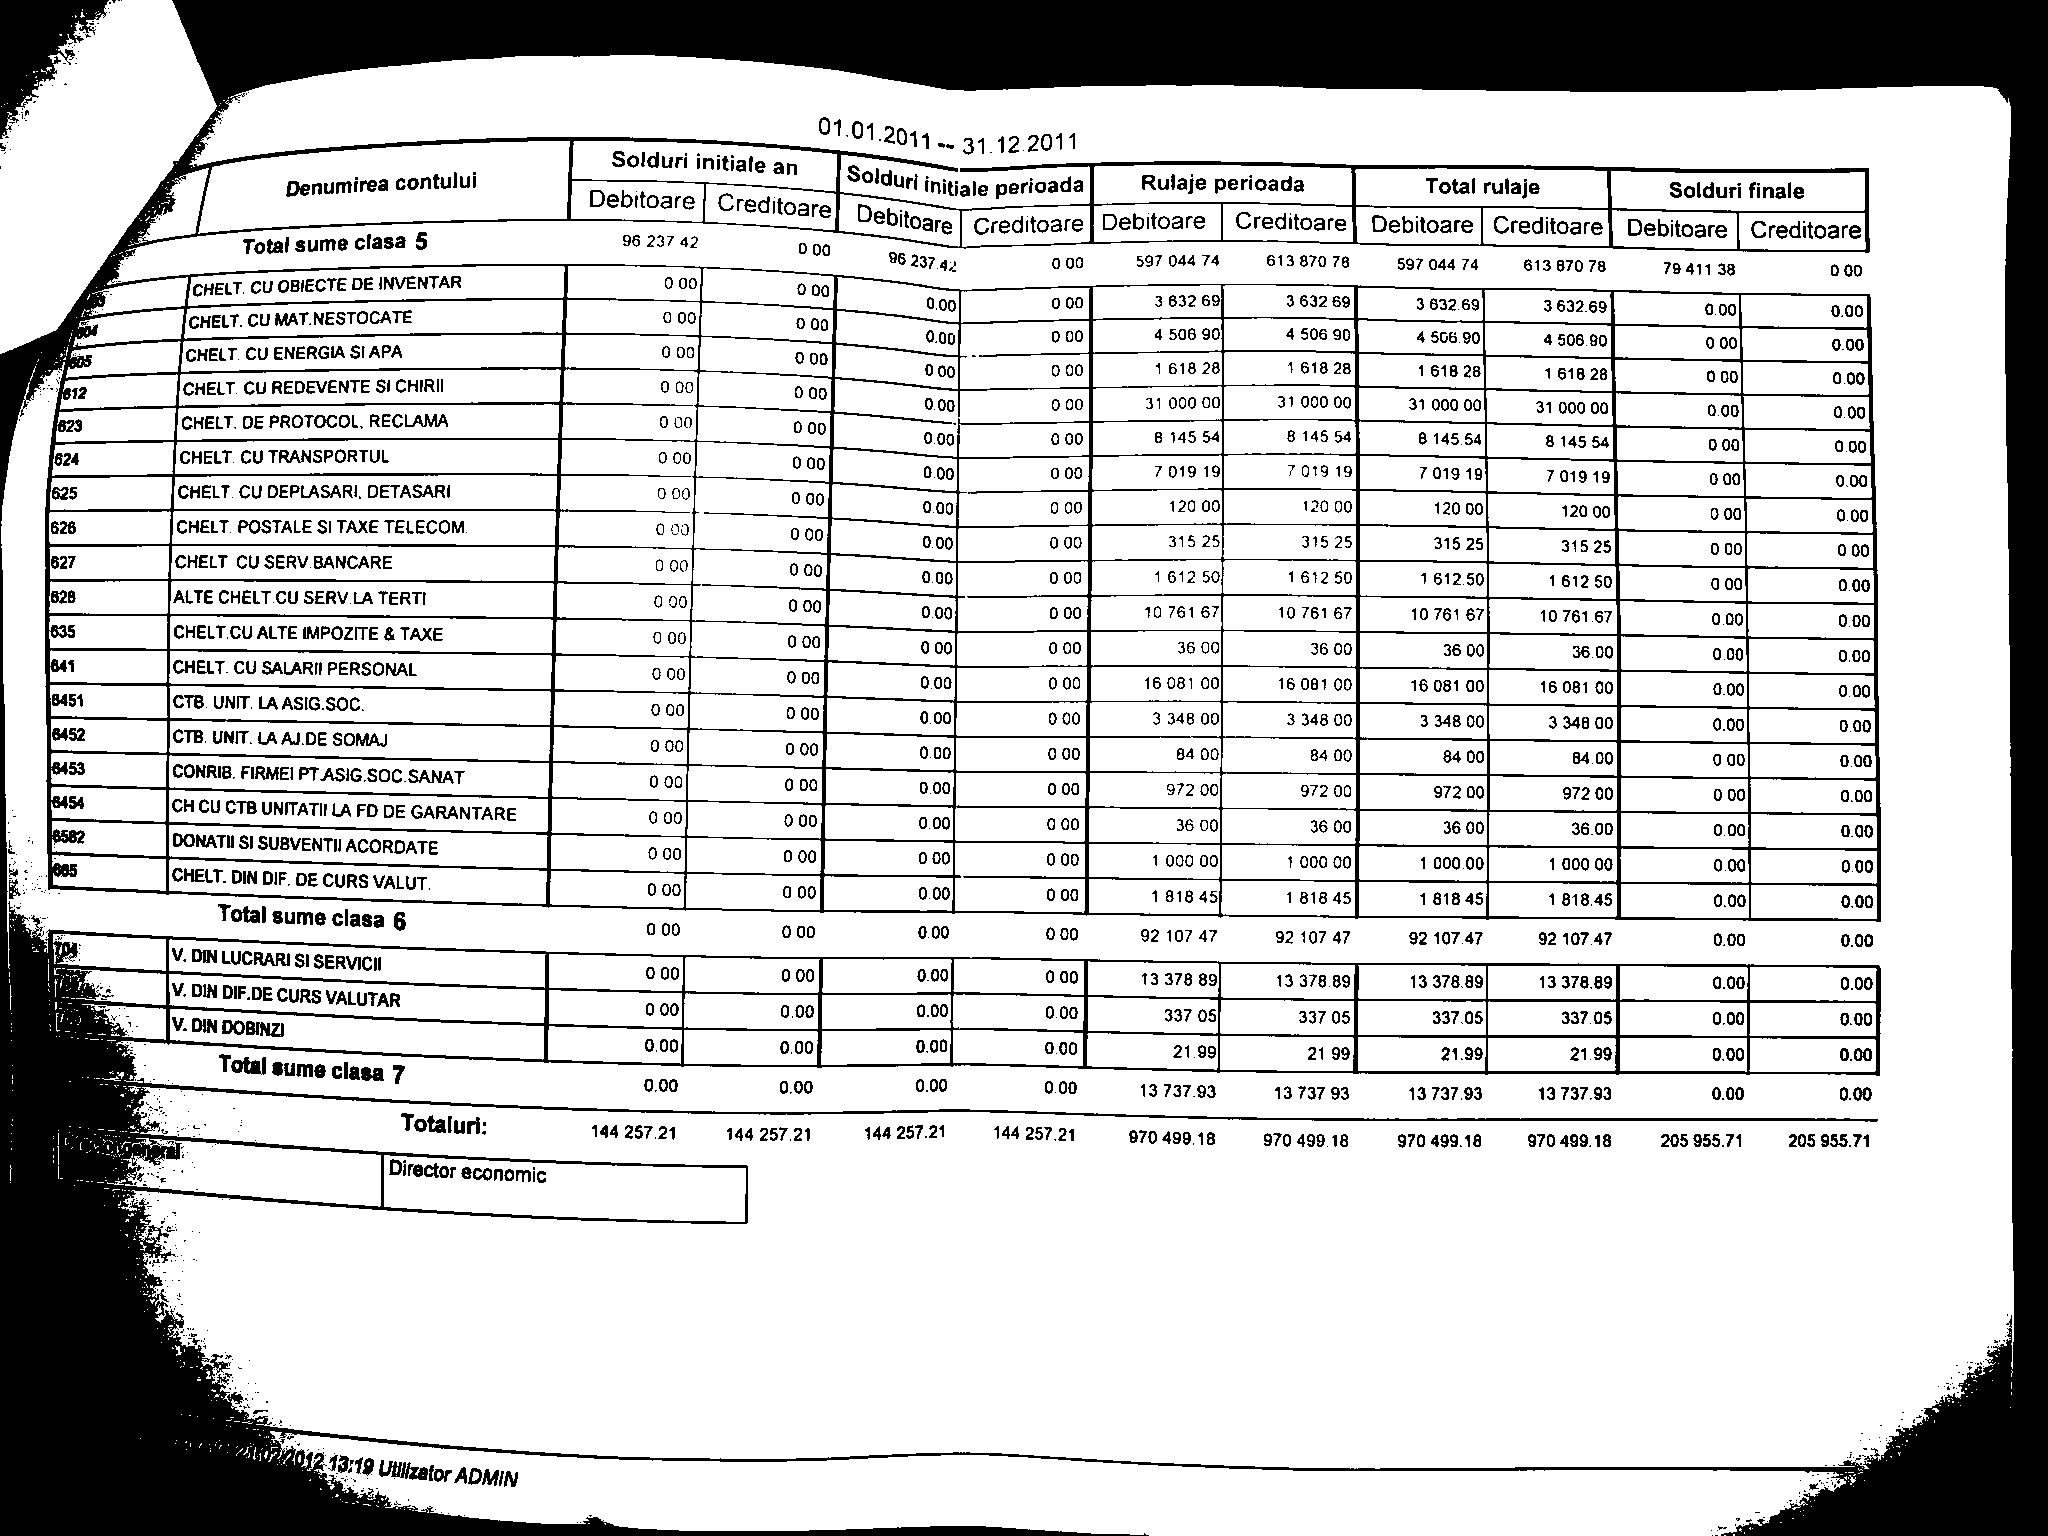 01.01.2011 -- 31.12.2011
Denumirea contului Solduri initiale an Solduri initiale perioada Rulaje perioada Total rulaje Solduri finale
Debitoare Creditoare Debitoare Creditoare Debitoare Creditoare Debitoare Creditoare Debitoare Creditoare
Total sume clasa 5 96 237 42 0 00 96 237.42 0 00 597 044 74 613 870 78 597 044 74 613 870 78 79 411 38 0 00
CHELT. CU OBIECTE DE INVENTAR 0 00 0 00 0.00 0 00 3 632 69 3 632 69 3 632.69 3 632.69 0 00 0.00
604 CHELT. CU MAT.NESTOCATE 0 00 0 00 0.00 0 00 4 506 90 4 506 90 4 506.90 4 506.90 0 00 0.00
605 CHELT. CU ENERGIA SI APA 0 00 0 00 0 00 0 00 1 618 28 1 618 28 1 618 28 1 618 28 0 00 0.00
612 CHELT. CU REDEVENTE SI CHIRII 0 00 0 00 0.00 0 00 31 000 00 31 000 00 31 000 00 31 000 00 0.00 0.00
623 CHELT. DE PROTOCOL, RECLAMA 0 00 0 00 0.00 0 00 8 145 54 8 145 54 8 145.54 8 145 54 0 00 0.00
624 CHELT. CU TRANSPORTUL 0 00 0 00 0.00 0 00 7 019 19 7 019 19 7 019 19 7 019 19 0 00 0.00
625 CHELT. CU DEPLASARI, DETASARI 0 00 0 00 0.00 0 00 120 00 120 00 120 00 120 00 0 00 0.00
626 CHELT. POSTALE SI TAXE TELECOM. 0 00 0 00 0.00 0 00 315 25 315 25 315 25 315 25 0 00 0 00
627 CHELT CU SERV.BANCARE 0 00 0 00 0.00 0 00 1 612 50 1 612 50 1 612.50 1 612 50 0 00 0.00
628 ALTE CHELT.CU SERV.LA TERTI 0 00 0 00 0.00 0 00 10 761 67 10 761 67 10 761 67 10 761.67 0.00 0.00
635 CHELT.CU ALTE IMPOZITE & TAXE 0 00 0 00 0 00 0 00 36 00 36 00 36 00 36.00 0.00 0.00
641 CHELT. CU SALARII PERSONAL 0 00 0 00 0.00 0 00 16 081 00 16 081 00 16 081 00 16 081 00 0.00 0.00
6451 CTB. UNIT. LA ASIG.SOC. 0 00 0 00 0.00 0 00 3 348 00 3 348 00 3 348 00 3 348 00 0.00 0.00
6452 CTB. UNIT. LA AJ.DE SOMAJ 0 00 0 00 0.00 0 00 84 00 84 00 84 00 84.00 0 00 0.00
6453 CONRIB. FIRMEI PT.ASIG.SOC.SANAT 0 00 0 00 0.00 0 00 972 00 972 00 972 00 972 00 0 00 0.00
6454 CH CU CTB UNITATII LA FD DE GARANTARE 0 00 0 00 0.00 0 00 36 00 36 00 36 00 36.00 0.00 0.00
6582 DONATII SI SUBVENTII ACORDATE 0 00 0 00 0 00 0 00 1 000 00 1 000 00 1 000.00 1 000 00 0 00 0.00
665 CHELT. DIN DIF. DE CURS VALUT. 0 00 0 00 0.00 0 00 1 818 45 1 818 45 1 818 45 1 818.45 0.00 0.00
Total sume clasa 6 0 00 0 00 0.00 0 00 92 107 47 92 107 47 92 107.47 92 107.47 0.00 0.00
704 V. DIN LUCRARI SI SERVICII 0 00 0 00 0.00 0 00 13 378 89 13 378.89 13 378.89 13 378.89 0.00 0.00
V. DIN DIF.DE CURS VALUTAR 0 00 0.00 0.00 0.00 337 05 337 05 337.05 337.05 0.00 0.00
V. DIN DOBINZI 0.00 0.00 0.00 0 00 21.99 21 99 21.99 21.99 0.00 0.00
Total sume clasa 7 0.00 0.00 0.00 0.00 13 737.93 13 737 93 13 737.93 13 737.93 0.00 0.00
Totaluri: 144 257.21 144 257.21 144 257.21 144 257.21 970 499.18 970 499.18 970 499.18 970 499.18 205 955.71 205 955.71
general Director economic
2012 13:19 Utilizator ADMIN